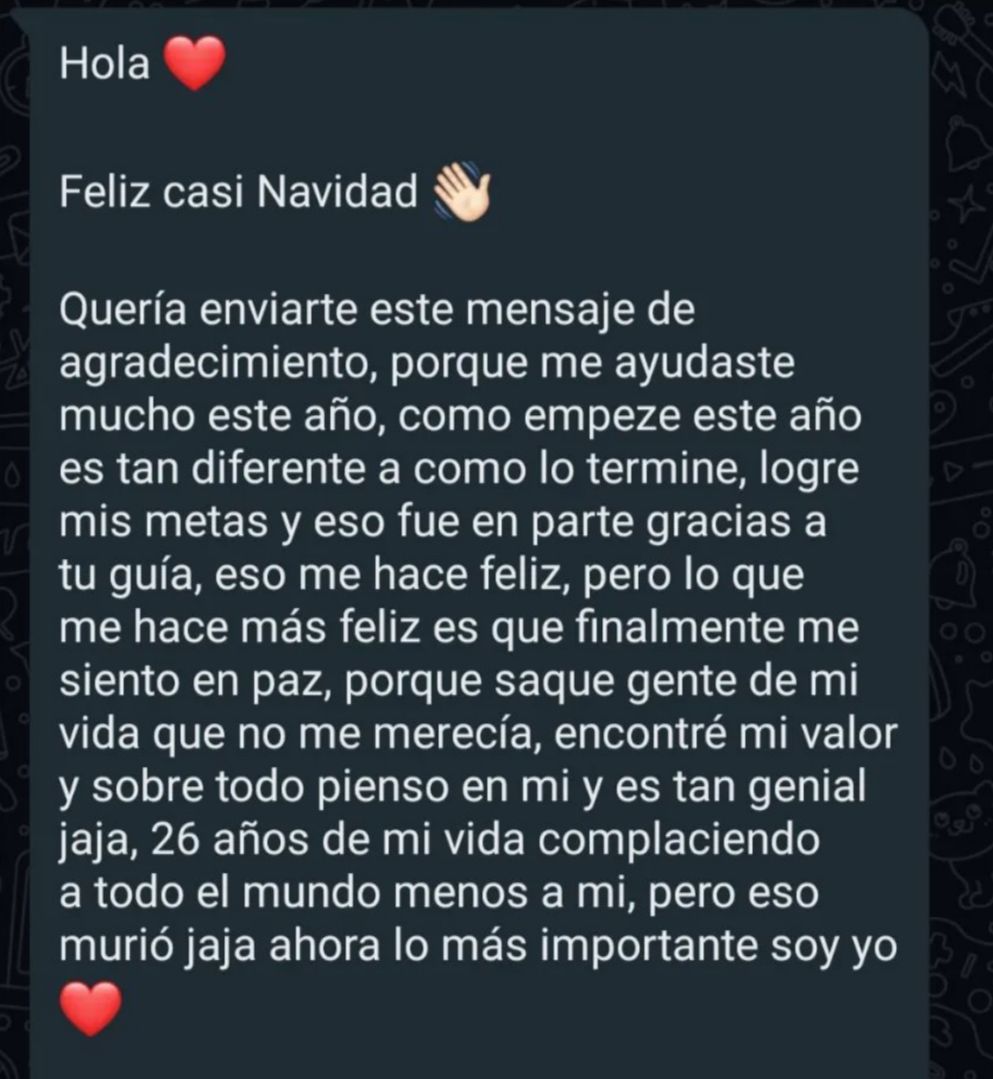 Hola ❤️
Feliz casi Navidad 👋🏻
Quería enviarte este mensaje de
agradecimiento, porque me ayudaste
mucho este año, como empeze este año
es tan diferente a como lo termine, logre
mis metas y eso fue en parte gracias a
tu guía, eso me hace feliz, pero lo que
me hace más feliz es que finalmente me
siento en paz, porque saque gente de mi
vida que no me merecía, encontré mi valor
y sobre todo pienso en mi y es tan genial
jaja, 26 años de mi vida complaciendo
a todo el mundo menos a mi, pero eso
murió jaja ahora lo más importante soy yo
❤️